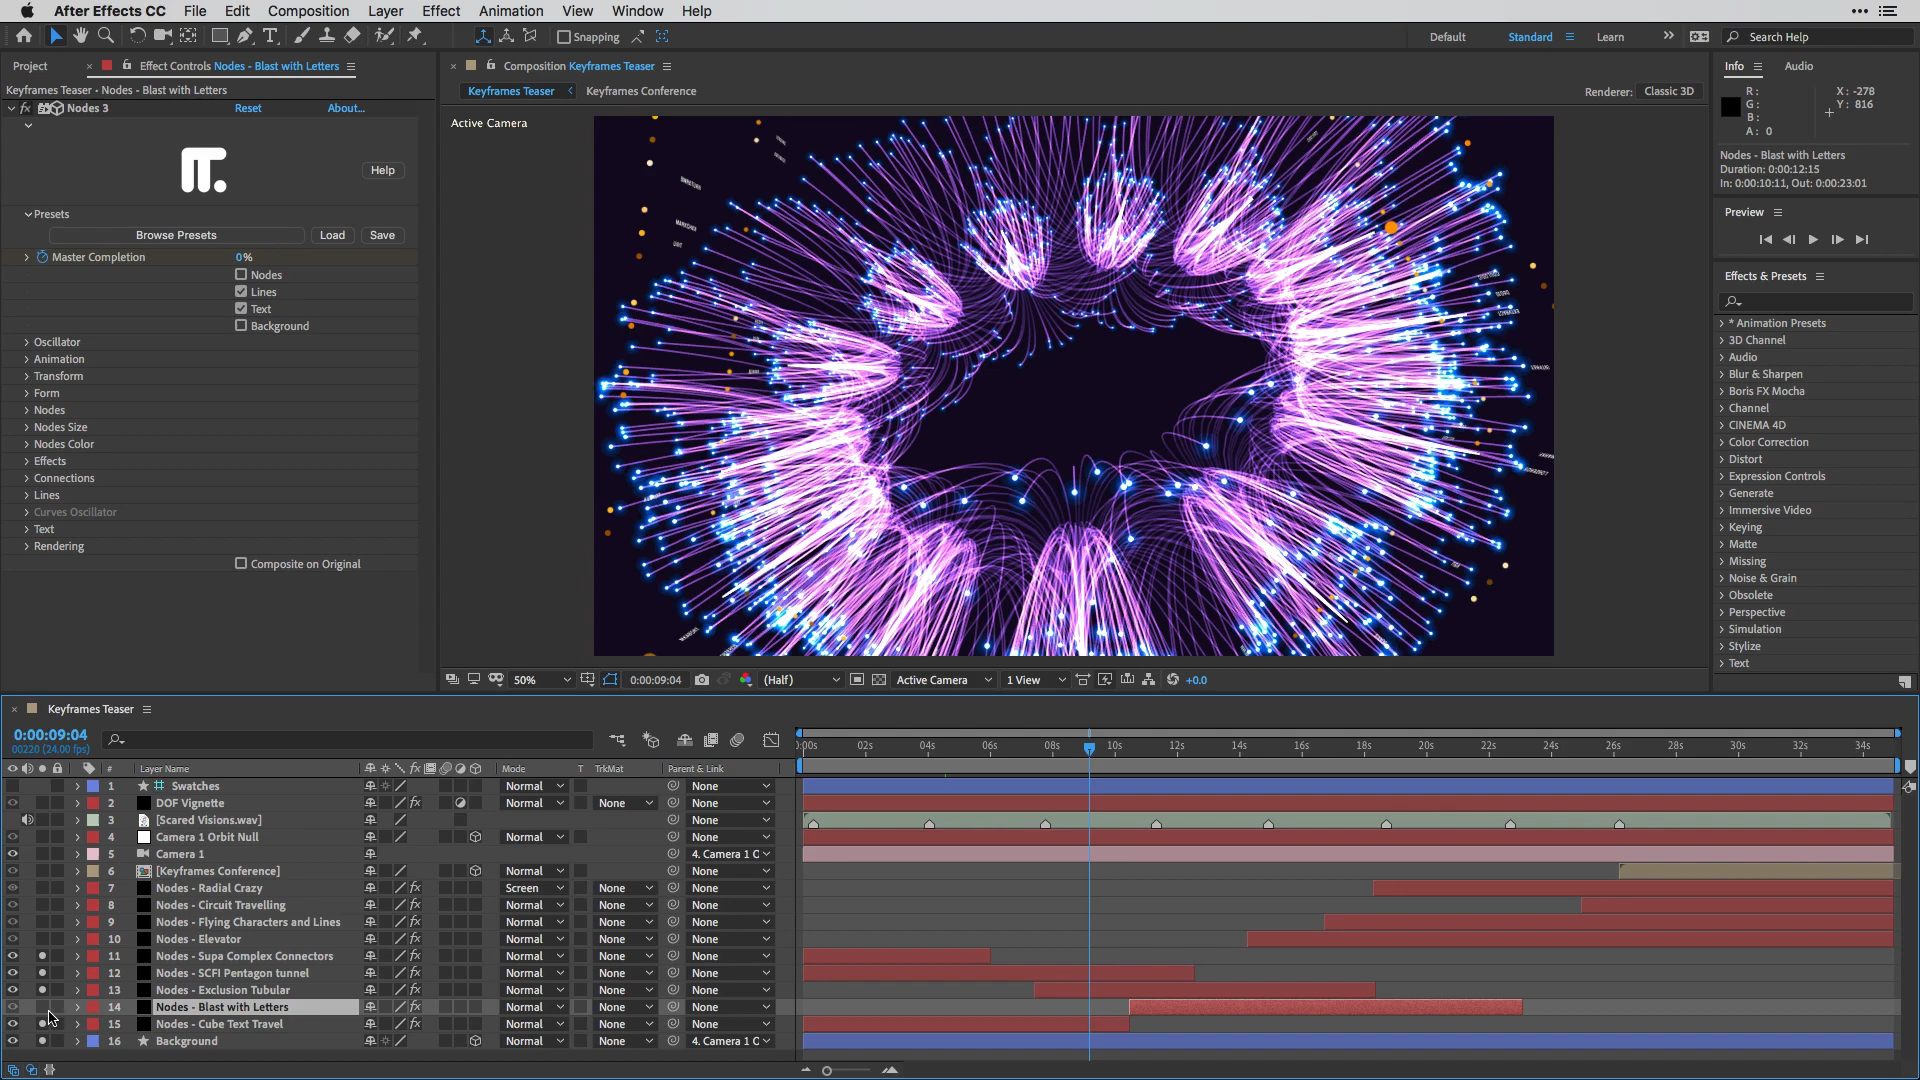 After Effects CC File Edit Composition Layer Effect Animation View Window Help
Snapping Default Standard Learn Search Help
Project Effect Controls Nodes - Blast with Letters Composition Keyframes Teaser Info Audio
Keyframes Teaser • Nodes - Blast with Letters Keyframes Teaser Keyframes Conference Renderer: Classic 3D
R: X: -278
G: Y: 816
B:
A: 0
fx Nodes 3 Reset About...
Active Camera
IT.
Help
Nodes - Blast with Letters
Duration: 0:00:12:15
In: 0:00:10:11, Out: 0:00:23:01
Presets
Browse Presets Load Save
Master Completion 0%
Nodes
Lines
Text
Background
Oscillator
Animation
Transform
Form
Nodes
Nodes Size
Nodes Color
Effects
Connections
Lines
Curves Oscillator
Text
Rendering
Composite on Original
Preview
Effects & Presets
* Animation Presets
3D Channel
Audio
Blur & Sharpen
Boris FX Mocha
Channel
CINEMA 4D
Color Correction
Distort
Expression Controls
Generate
Immersive Video
Keying
Matte
Missing
Noise & Grain
Obsolete
Perspective
Simulation
Stylize
Text
50% 0:00:09:04 (Half) Active Camera 1 View +0.0
Keyframes Teaser
0:00:09:04
00220 (24.00 fps)
:00s 02s 04s 06s 08s 10s 12s 14s 16s 18s 20s 22s 24s 26s 28s 30s 32s 34s
# Layer Name fx Mode T TrkMat Parent & Link
1 Swatches Normal None
2 DOF Vignette fx Normal None None
3 [Scared Visions.wav] None
4 Camera 1 Orbit Null Normal None
5 Camera 1 4. Camera 1 O
6 [Keyframes Conference] Normal None
7 Nodes - Radial Crazy fx Screen None None
8 Nodes - Circuit Travelling fx Normal None None
9 Nodes - Flying Characters and Lines fx Normal None None
10 Nodes - Elevator fx Normal None None
11 Nodes - Supa Complex Connectors fx Normal None None
12 Nodes - SCFI Pentagon tunnel fx Normal None None
13 Nodes - Exclusion Tubular fx Normal None None
14 Nodes - Blast with Letters fx Normal None None
15 Nodes - Cube Text Travel fx Normal None None
16 Background Normal None 4. Camera 1 O